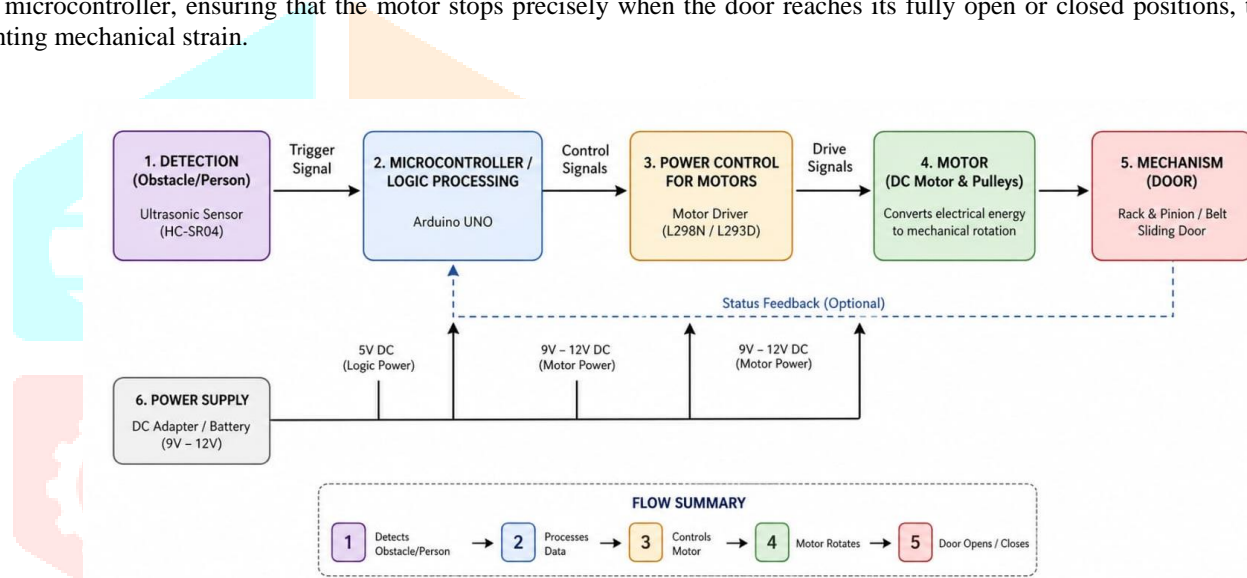 microcontroller, ensuring that the motor stops precisely when the door reaches its fully open or closed positions,
nting mechanical strain.
1. DETECTION
(Obstacle/Person)
Ultrasonic Sensor
(HC-SR04)
Trigger
Signal
2. MICROCONTROLLER /
LOGIC PROCESSING
Arduino UNO
Control
Signals
3. POWER CONTROL
FOR MOTORS
Motor Driver
(L298N / L293D)
Drive
Signals
4. MOTOR
(DC Motor & Pulleys)
Converts electrical energy
to mechanical rotation
5. MECHANISM
(DOOR)
Rack & Pinion / Belt
Sliding Door
Status Feedback (Optional)
5V DC
(Logic Power)
9V – 12V DC
(Motor Power)
9V – 12V DC
(Motor Power)
6. POWER SUPPLY
DC Adapter / Battery
(9V – 12V)
FLOW SUMMARY
1 Detects
Obstacle/Person
2 Processes
Data
3 Controls
Motor
4 Motor Rotates
5 Door Opens / Closes